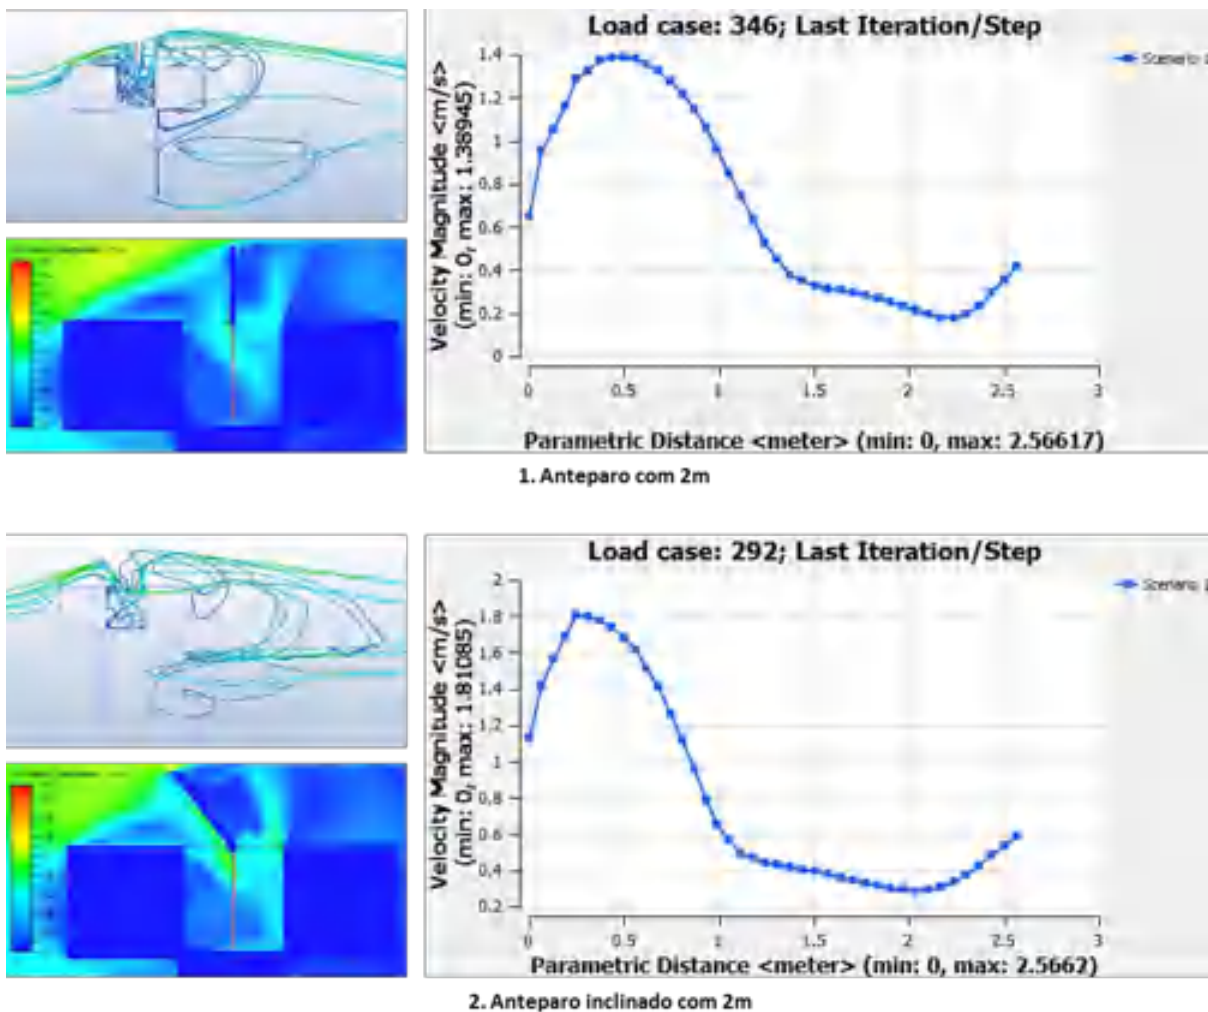 Load case: 346; Last Iteration/Step
Scenario
Velocity Magnitude <m/s>
(min: 0, max: 1.38945)
1.4
1.2
1
0.8
0.6
0.4
0.2
0
0 0.5 1 1.5 2 2.5 3
Parametric Distance <meter> (min: 0, max: 2.56617)
1. Anteparo com 2m
Load case: 292; Last Iteration/Step
Scenario
Velocity Magnitude <m/s>
(min: 0, max: 1.81085)
2
1.8
1.6
1.4
1.2
1
0.8
0.6
0.4
0.2
0 0.5 1 1.5 2 2.5 3
Parametric Distance <meter> (min: 0, max: 2.5662)
2. Anteparo inclinado com 2m